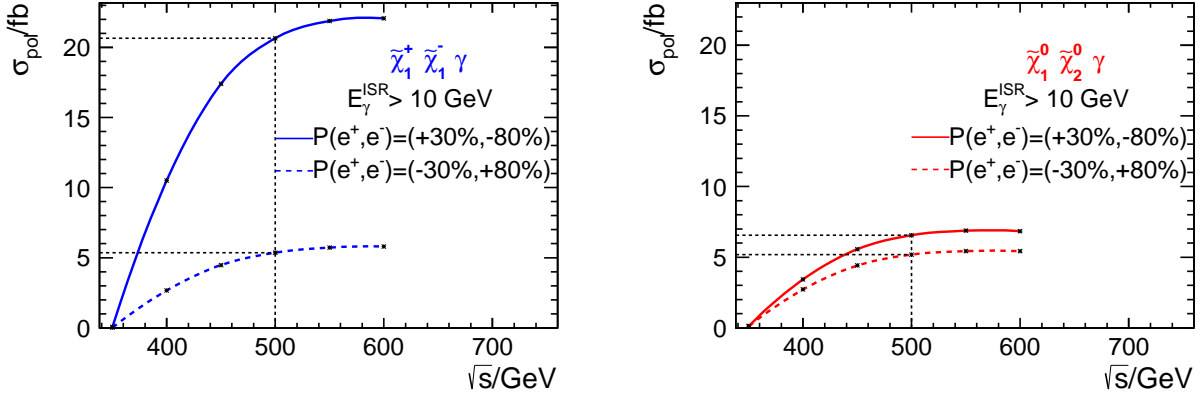 σpol/fb
20
15
10
5
0
χ̃₁⁺ χ̃₁⁻ γ
EγISR > 10 GeV
P(e⁺,e⁻)=(+30%,-80%)
P(e⁺,e⁻)=(-30%,+80%)
400 500 600 700
√s/GeV
σpol/fb
20
15
10
5
0
χ̃₁⁰ χ̃₂⁰ γ
EγISR > 10 GeV
P(e⁺,e⁻)=(+30%,-80%)
P(e⁺,e⁻)=(-30%,+80%)
400 500 600 700
√s/GeV